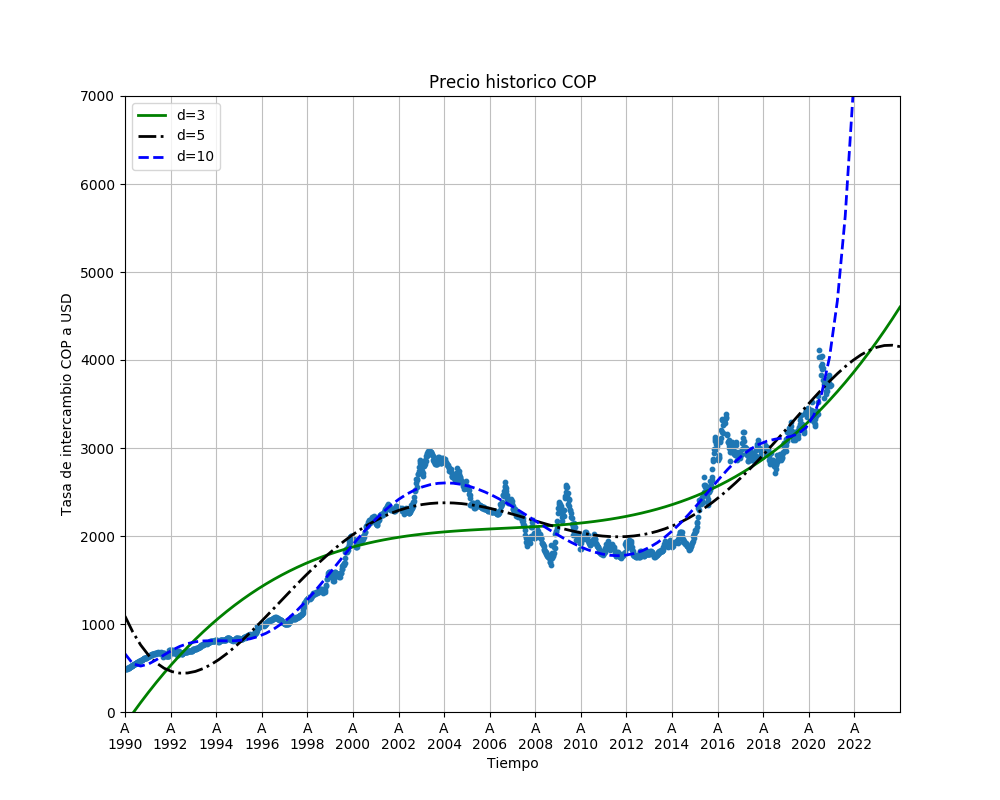 Precio historico COP
d=3
d=5
d=10
7000
6000
5000
4000
3000
2000
1000
0
Tasa de intercambio COP a USD
A A A A A A A A A A A A A A A A A
1990 1992 1994 1996 1998 2000 2002 2004 2006 2008 2010 2012 2014 2016 2018 2020 2022
Tiempo